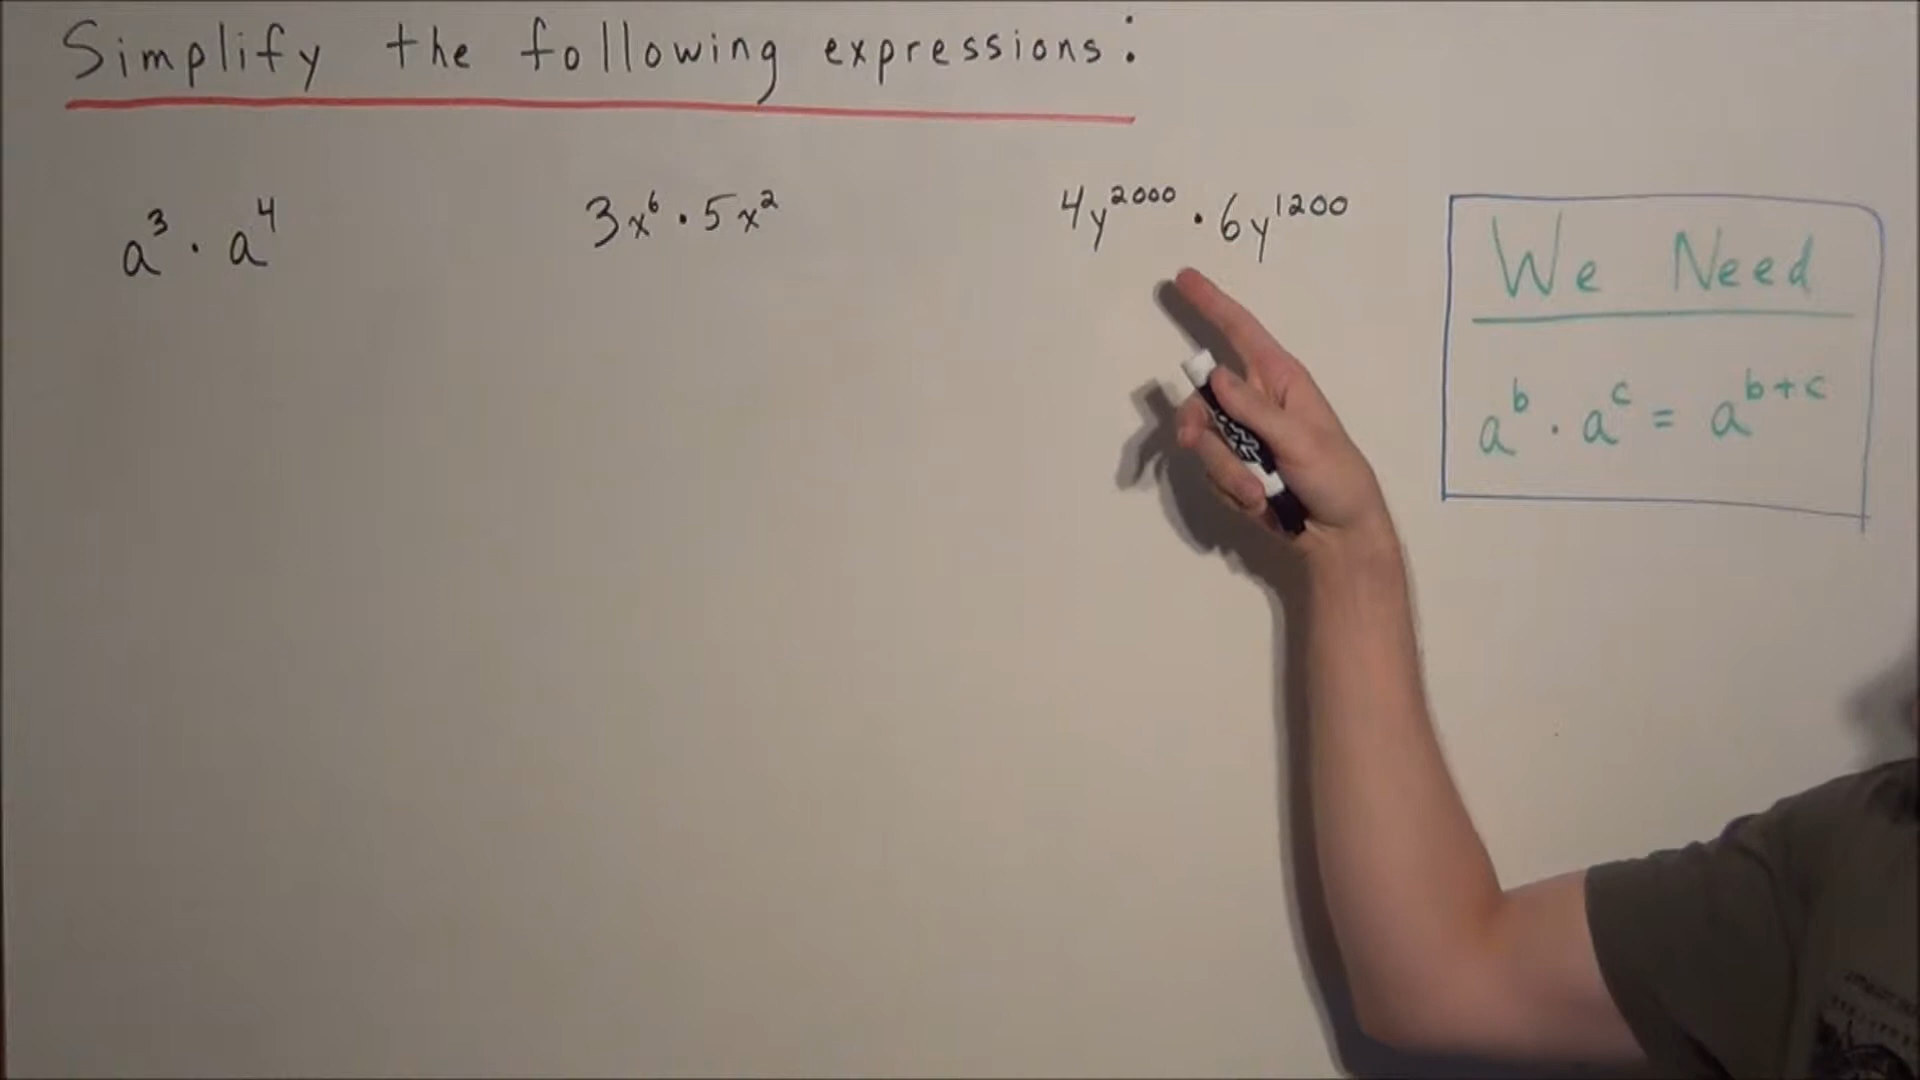 Simplify the following expressions:
a³ · a⁴
3x⁶ · 5x²
4y²⁰⁰⁰ · 6y¹²⁰⁰
We Need
aᵇ · aᶜ = aᵇ⁺ᶜ